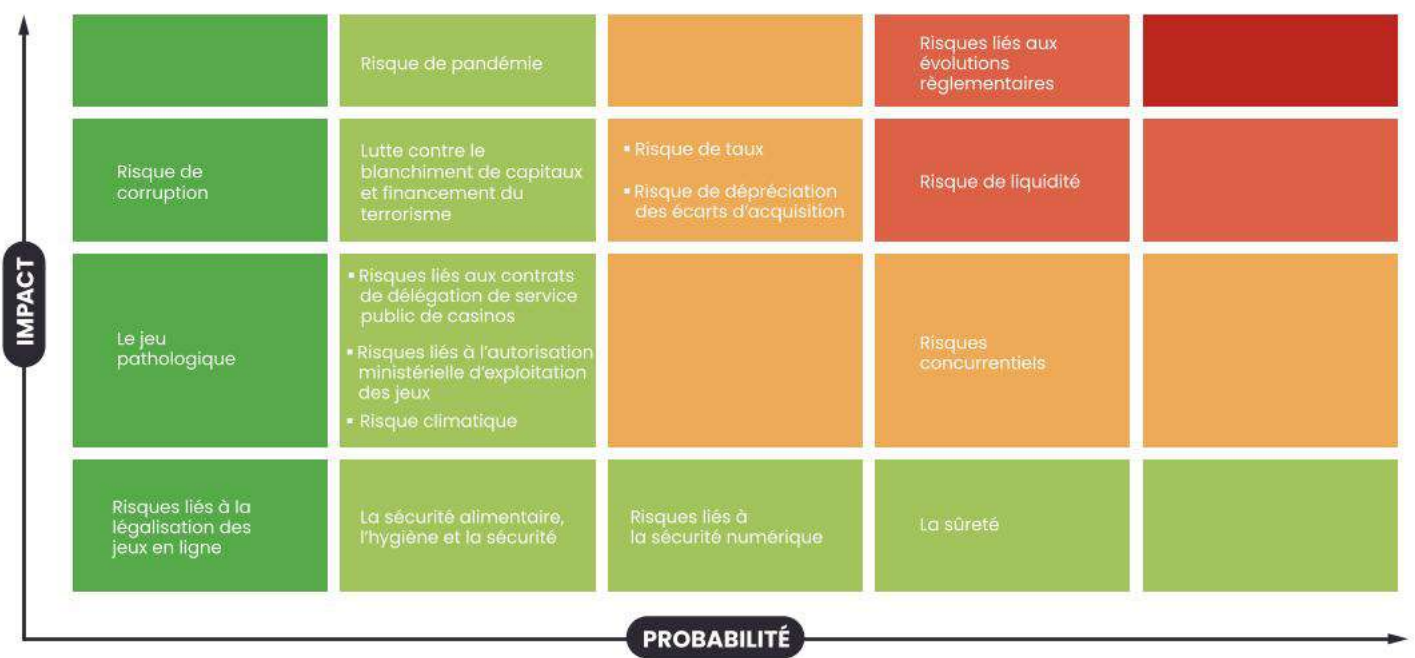 Risque de pandémie
Risques liés aux
évolutions
règlementaires
Risque de
corruption
Lutte contre le
blanchiment de capitaux
et financement du
terrorisme
▪ Risque de taux
▪ Risque de dépréciation
des écarts d'acquisition
Risque de liquidité
IMPACT
Le jeu
pathologique
▪ Risques liés aux contrats
de délégation de service
public de casinos
▪ Risques liés à l'autorisation
ministérielle d'exploitation
des jeux
▪ Risque climatique
Risques
concurrentiels
Risques liés à la
légalisation des
jeux en ligne
La sécurité alimentaire,
l'hygiène et la sécurité
Risques liés à
la sécurité numérique
La sûreté
PROBABILITÉ